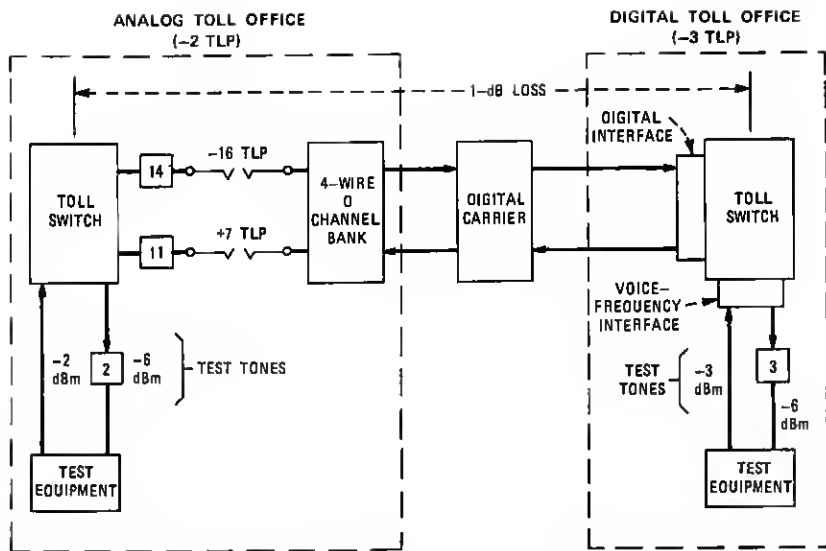 ANALOG TOLL OFFICE
(−2 TLP)
DIGITAL TOLL OFFICE
(−3 TLP)
1-dB LOSS
DIGITAL
INTERFACE
TOLL
SWITCH
14
−16 TLP
11
+7 TLP
4-WIRE
D
CHANNEL
BANK
DIGITAL
CARRIER
TOLL
SWITCH
VOICE-
FREQUENCY
INTERFACE
−2
dBm
2
−6
dBm
TEST TONES
TEST
TONES
−3
dBm
3
−6
dBm
TEST
EQUIPMENT
TEST
EQUIPMENT